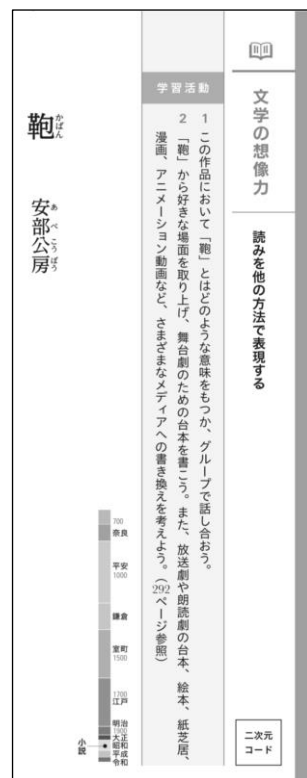 文学の想像力
読みを他の方法で表現する
二次元
コード
学習活動
1 この作品において「鞄」とはどのような意味をもつか、グループで話し合おう。
2 「鞄」から好きな場面を取り上げ、舞台劇のための台本を書こう。また、放送劇や朗読劇の台本、絵本、紙芝居、
漫画、アニメーション動画など、さまざまなメディアへの書き換えを考えよう。（292ページ参照）
鞄
かばん
安部公房
あべこうぼう
700
奈良
平安
1000
鎌倉
室町
1500
1700
江戸
明治
1900
大正
昭和
平成
令和
小説